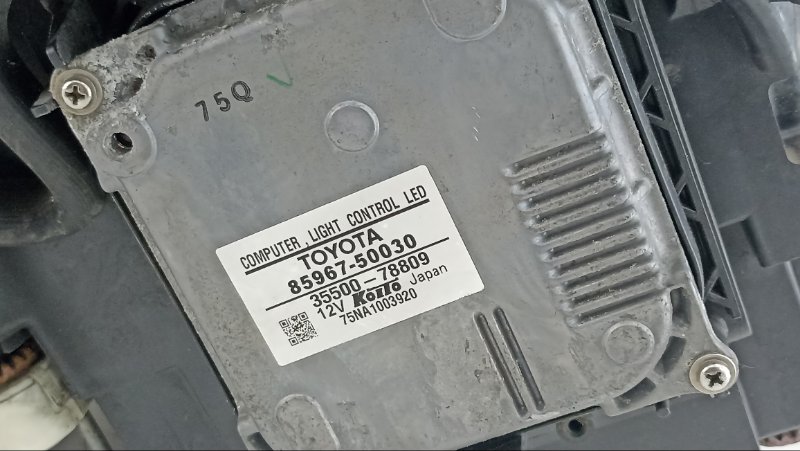 75Q
COMPUTER, LIGHT CONTROL LED
TOYOTA
85967-50030
35500-78809
12V KOITO Japan
75NA1003920